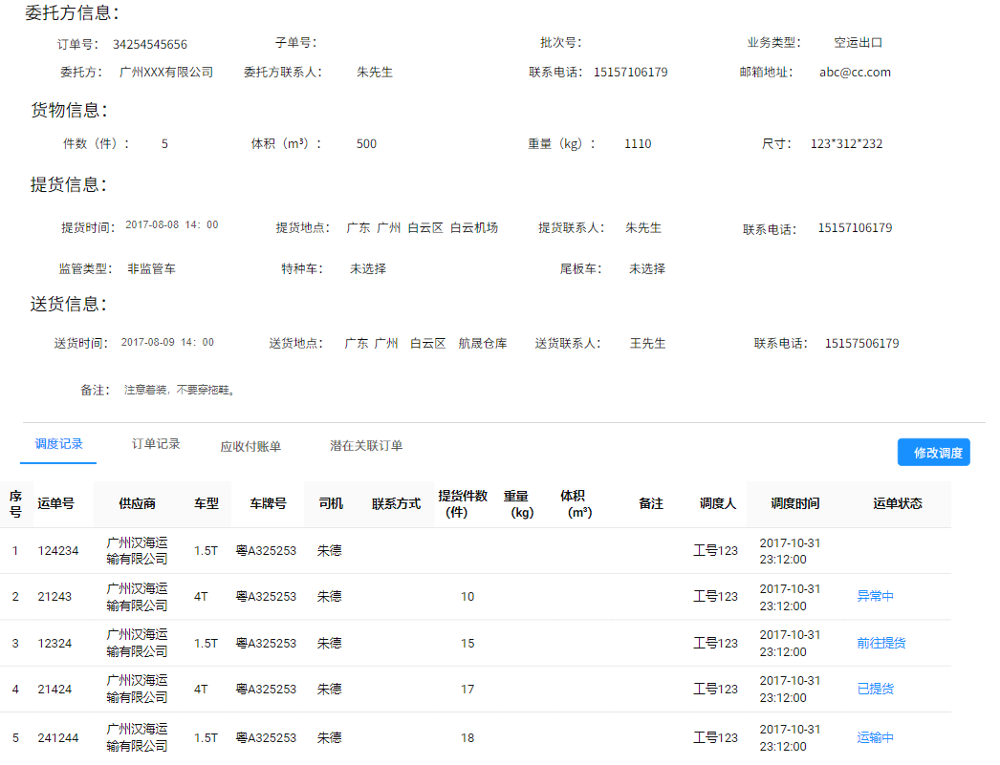 委托方信息：
订单号： 34254545656 子单号： 批次号： 业务类型： 空运出口
委托方： 广州XXX有限公司 委托方联系人： 朱先生 联系电话： 15157106179 邮箱地址： abc@cc.com
货物信息：
件数（件）： 5 体积（m³）： 500 重量（kg）： 1110 尺寸： 123*312*232
提货信息：
提货时间： 2017-08-08 14：00 提货地点： 广东 广州 白云区 白云机场 提货联系人： 朱先生 联系电话： 15157106179
监管类型： 非监管车 特种车： 未选择 尾板车： 未选择
送货信息：
送货时间： 2017-08-09 14：00 送货地点： 广东 广州 白云区 航晟仓库 送货联系人： 王先生 联系电话： 15157506179
备注： 注意着装，不要穿拖鞋。
调度记录 订单记录 应收付账单 潜在关联订单
修改调度
序号 运单号 供应商 车型 车牌号 司机 联系方式 提货件数（件） 重量（kg） 体积（m³） 备注 调度人 调度时间 运单状态
1 124234 广州汉海运输有限公司 1.5T 粤A325253 朱德 工号123 2017-10-31 23:12:00
2 21243 广州汉海运输有限公司 4T 粤A325253 朱德 10 工号123 2017-10-31 23:12:00 异常中
3 12324 广州汉海运输有限公司 1.5T 粤A325253 朱德 15 工号123 2017-10-31 23:12:00 前往提货
4 21424 广州汉海运输有限公司 4T 粤A325253 朱德 17 工号123 2017-10-31 23:12:00 已提货
5 241244 广州汉海运输有限公司 1.5T 粤A325253 朱德 18 工号123 2017-10-31 23:12:00 运输中